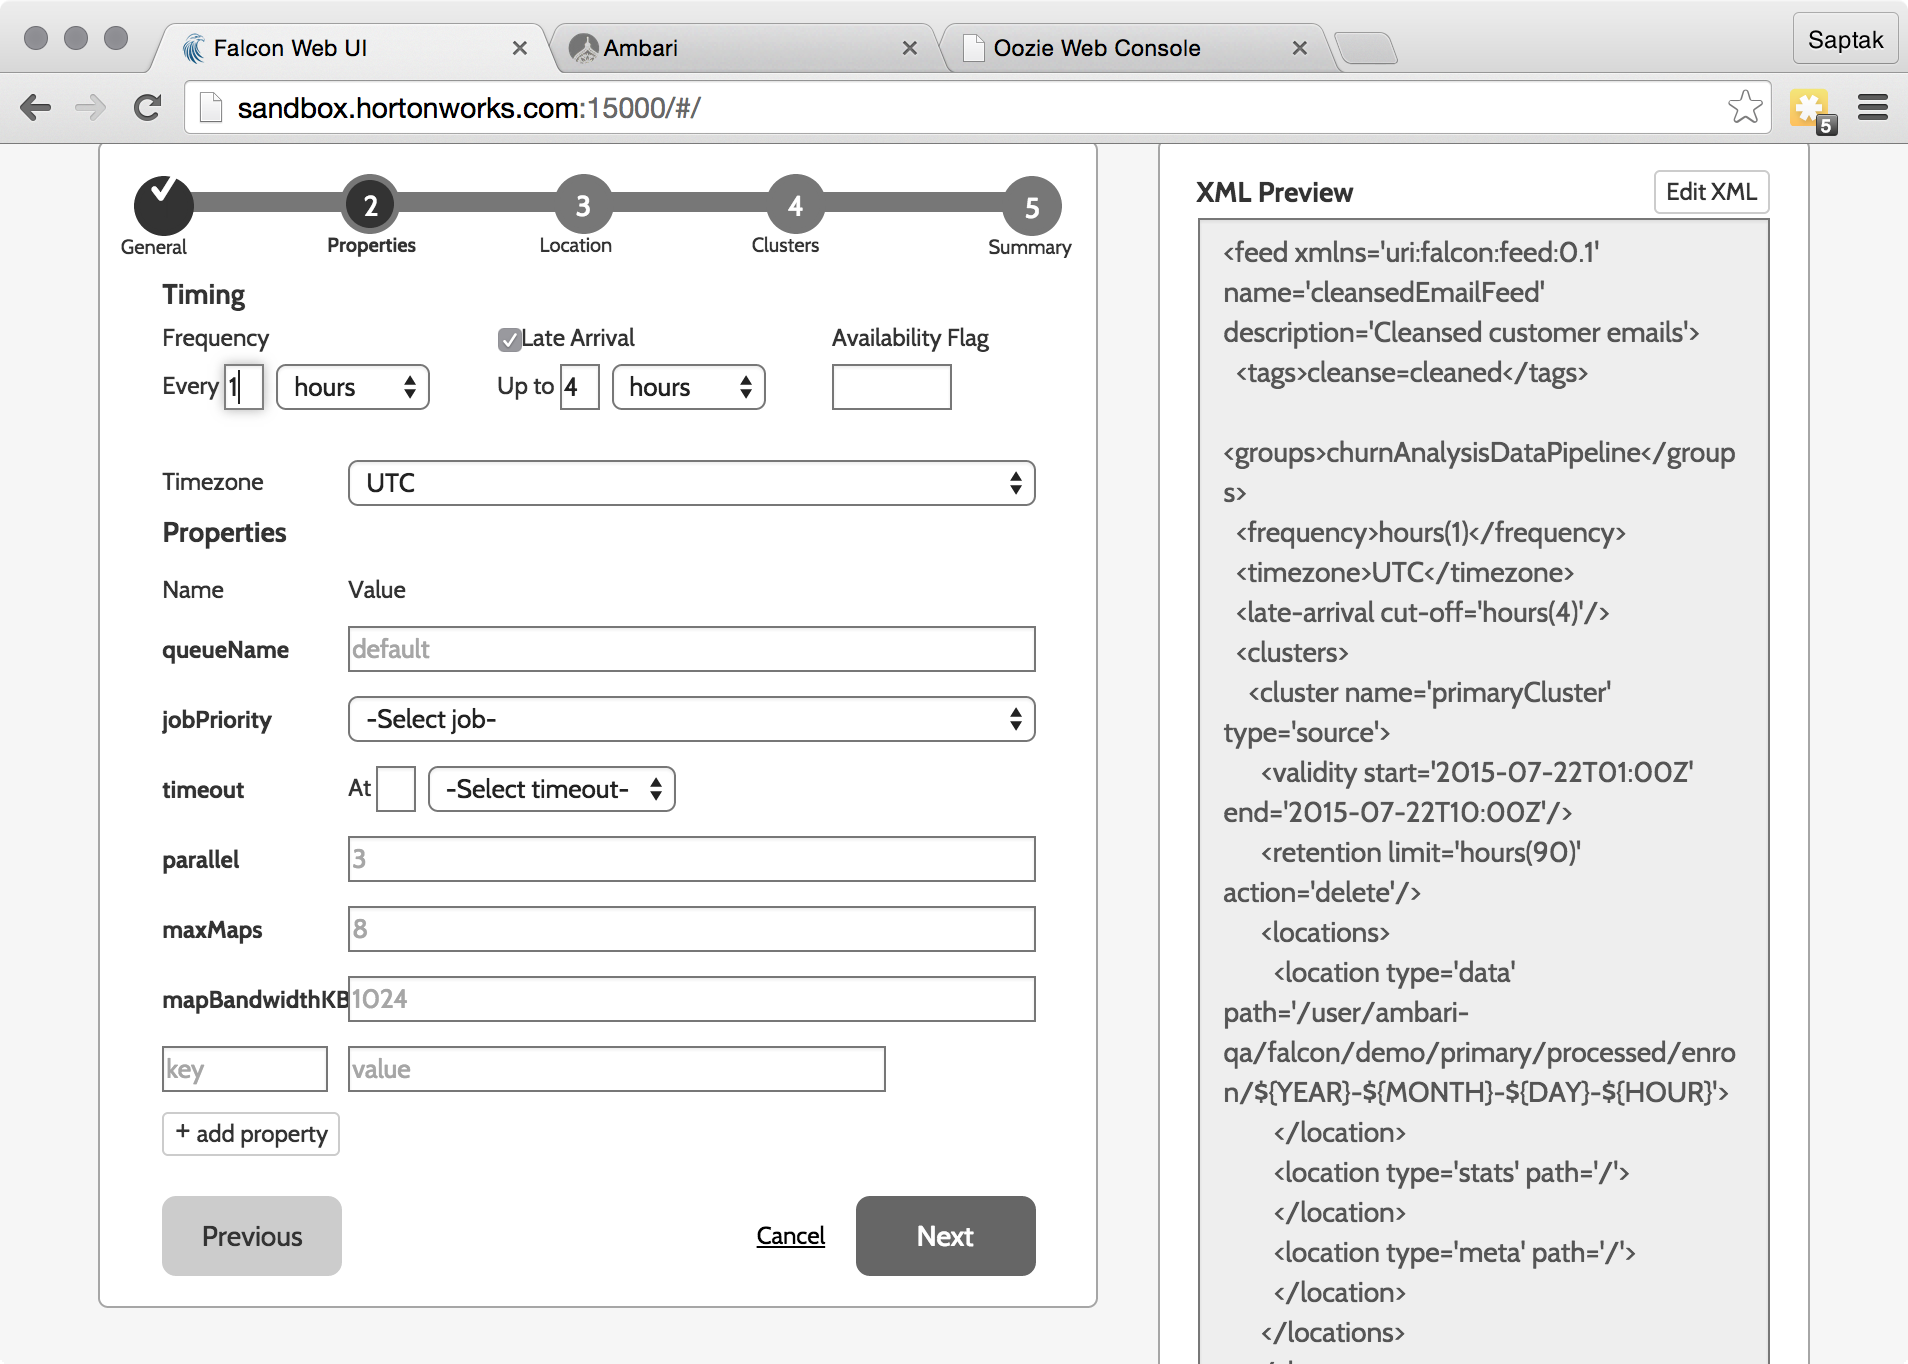 Falcon Web UI
Ambari
Oozie Web Console
Saptak
sandbox.hortonworks.com:15000/#/
5
2
3
4
5
General
Properties
Location
Clusters
Summary
Timing
Frequency
Late Arrival
Availability Flag
Every 1 hours
Up to 4 hours
Timezone
UTC
Properties
Name Value
queueName default
jobPriority -Select job-
timeout At -Select timeout-
parallel 3
maxMaps 8
mapBandwidthKB 1024
key value
+ add property
Previous
Cancel
Next
XML Preview
Edit XML
<feed xmlns='uri:falcon:feed:0.1'
name='cleansedEmailFeed'
description='Cleansed customer emails'>
<tags>cleanse=cleaned</tags>
<groups>churnAnalysisDataPipeline</group
s>
<frequency>hours(1)</frequency>
<timezone>UTC</timezone>
<late-arrival cut-off='hours(4)'/>
<clusters>
<cluster name='primaryCluster'
type='source'>
<validity start='2015-07-22T01:00Z'
end='2015-07-22T10:00Z'/>
<retention limit='hours(90)'
action='delete'/>
<locations>
<location type='data'
path='/user/ambari-
qa/falcon/demo/primary/processed/enro
n/${YEAR}-${MONTH}-${DAY}-${HOUR}'>
</location>
<location type='stats' path='/'>
</location>
<location type='meta' path='/'>
</location>
</locations>